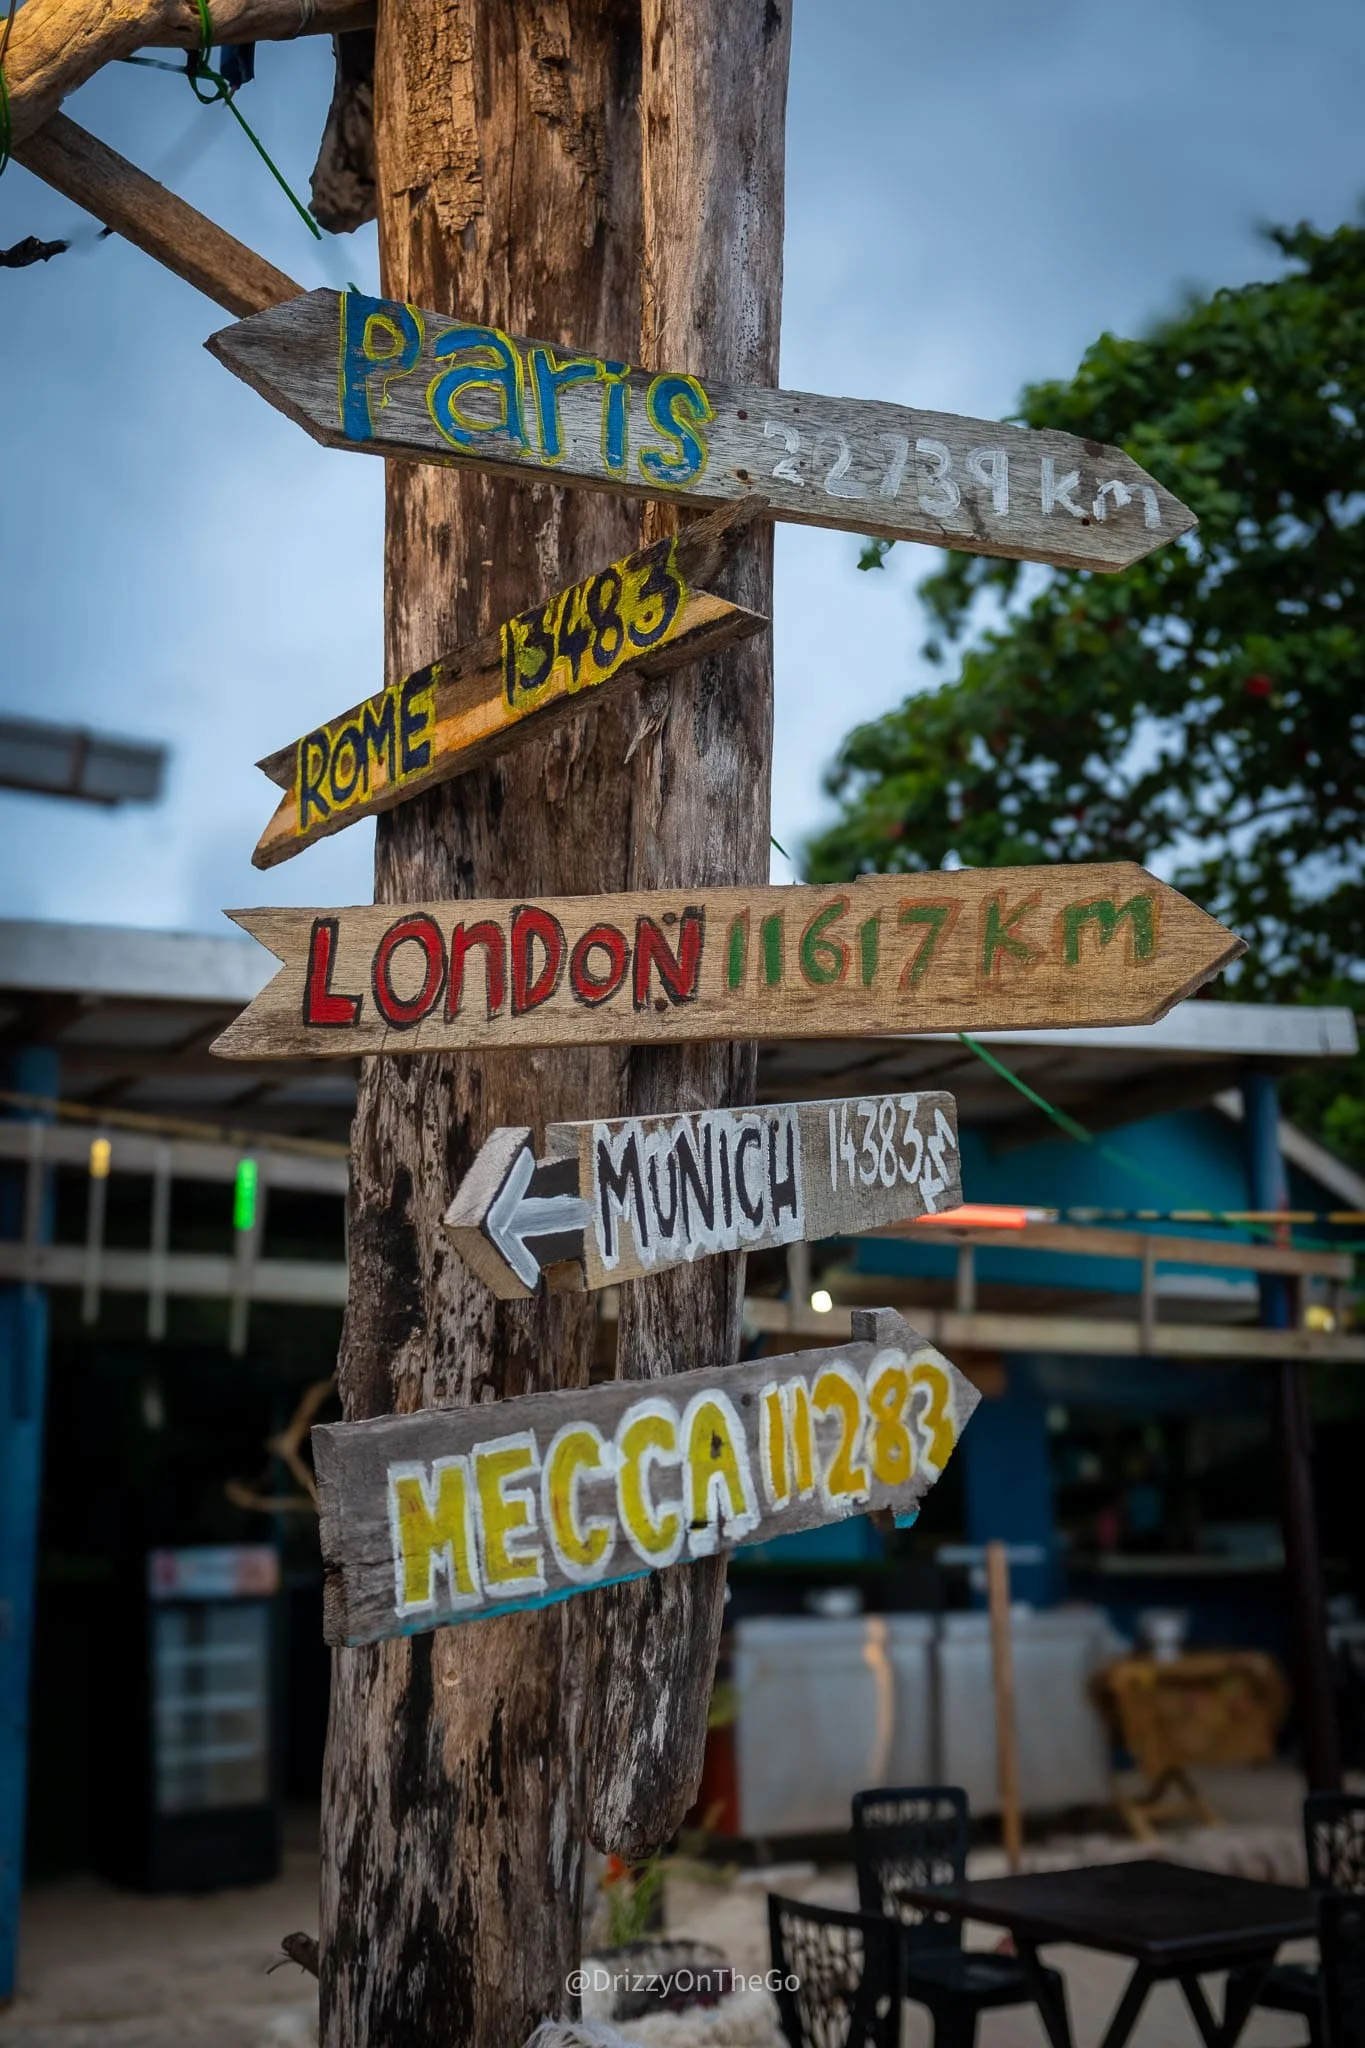 Paris 22739 km
ROME 13483
LONDON 11617 KM
MUNICH 14383
MECCA 11283
@DrizzyOnTheGo